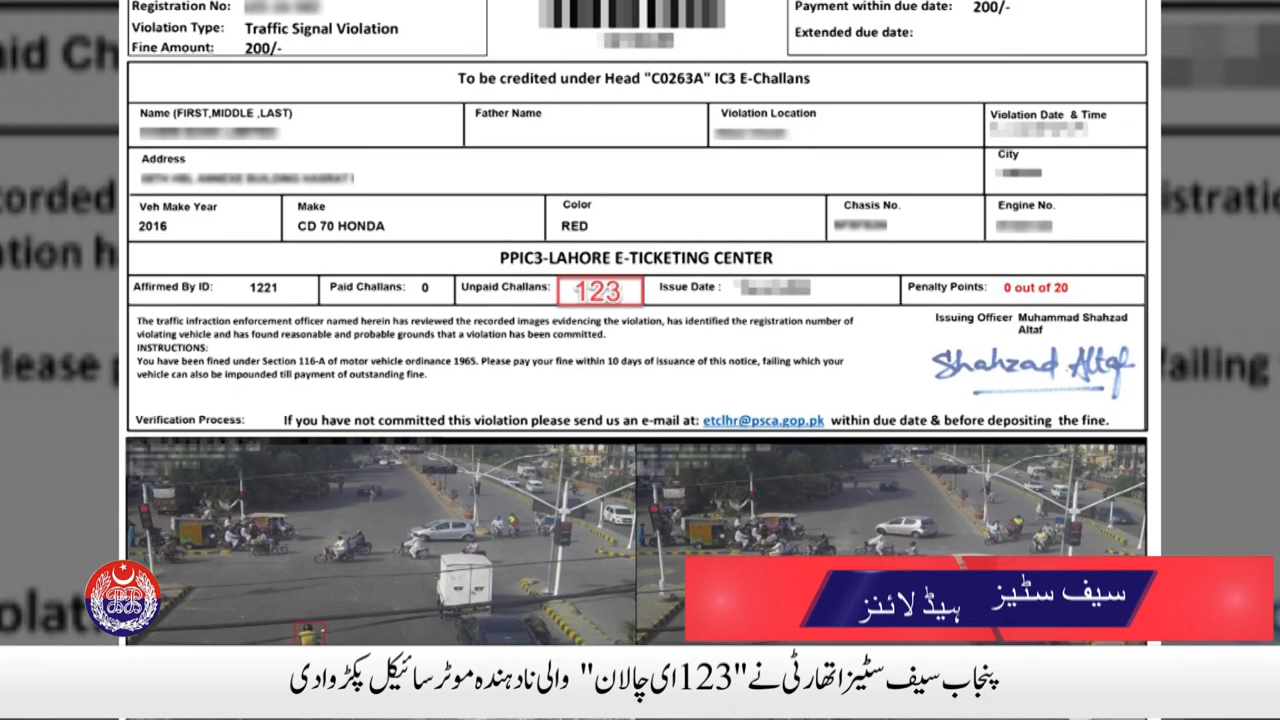 Registration No:
Violation Type: Traffic Signal Violation
Fine Amount: 200/-
Payment within due date: 200/-
Extended due date:
To be credited under Head "C0263A" IC3 E-Challans
Name (FIRST,MIDDLE ,LAST) Father Name Violation Location Violation Date & Time
Address City
Veh Make Year Make Color Chasis No. Engine No.
2016 CD 70 HONDA RED
PPIC3-LAHORE E-TICKETING CENTER
Affirmed By ID: 1221 Paid Challans: 0 Unpaid Challans: 123 Issue Date : Penalty Points: 0 out of 20
The traffic infraction enforcement officer named herein has reviewed the recorded images evidencing the violation, has identified the registration number of
violating vehicle and has found reasonable and probable grounds that a violation has been committed.
INSTRUCTIONS:
You have been fined under Section 116-A of motor vehicle ordinance 1965. Please pay your fine within 10 days of issuance of this notice, failing which your
vehicle can also be impounded till payment of outstanding fine.
Issuing Officer Muhammad Shahzad
Altaf
Shahzad Altaf
Verification Process: If you have not committed this violation please send us an e-mail at: etclhr@psca.gop.pk within due date & before depositing the fine.
سیف سٹیز
ہیڈ لائنز
پنجاب سیف سٹیز اتھارٹی نے "123 ای چالان" والی نادہندہ موٹر سائیکل پکڑوا دی